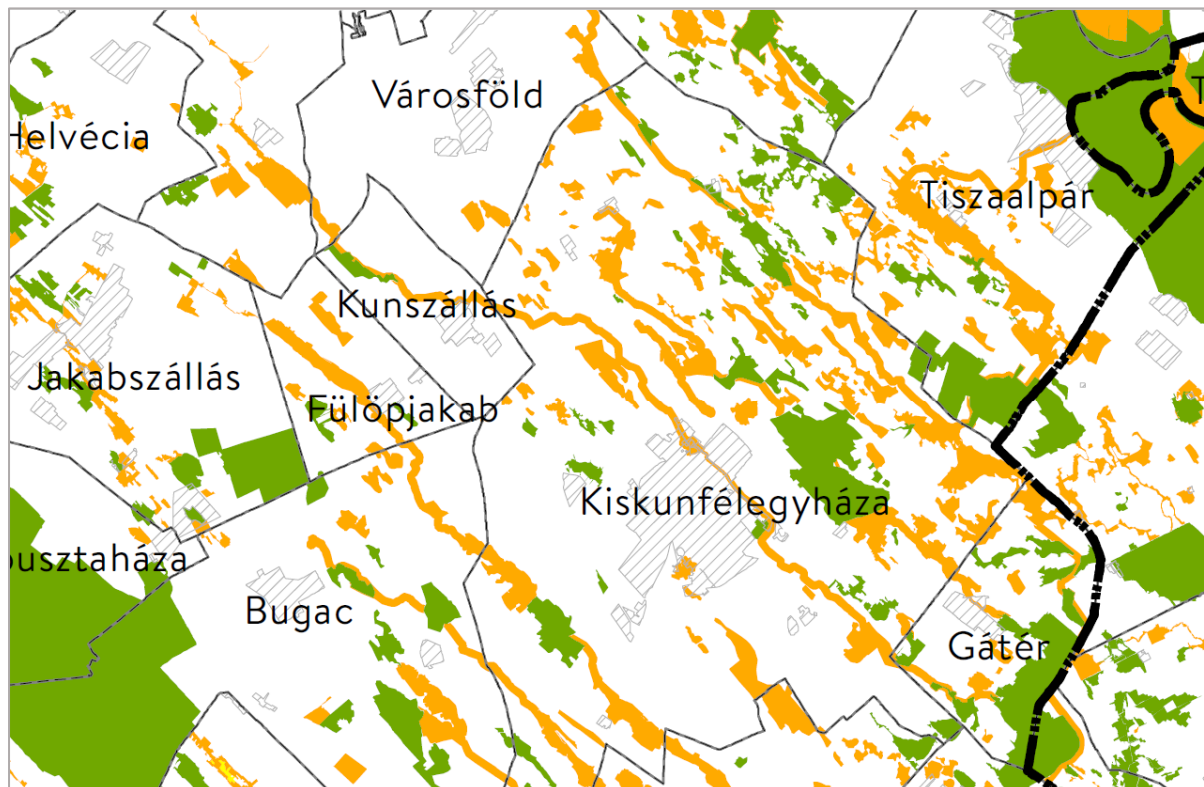 Városföld
Helvécia
Tiszaalpár
Kunszállás
Jakabszállás
Fülöpjakab
Kiskunfélegyháza
pusztaháza
Bugac
Gátér
T